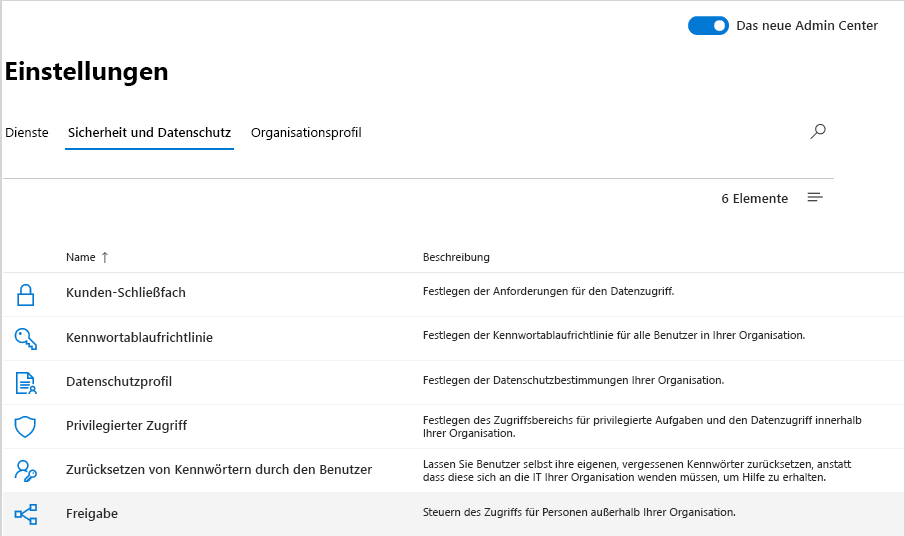 Das neue Admin Center
Einstellungen
Dienste Sicherheit und Datenschutz Organisationsprofil
6 Elemente
Name ↑ Beschreibung
Kunden-Schließfach Festlegen der Anforderungen für den Datenzugriff.
Kennwortablaufrichtlinie Festlegen der Kennwortablaufrichtlinie für alle Benutzer in Ihrer Organisation.
Datenschutzprofil Festlegen der Datenschutzbestimmungen Ihrer Organisation.
Privilegierter Zugriff Festlegen des Zugriffsbereichs für privilegierte Aufgaben und den Datenzugriff innerhalb
Ihrer Organisation.
Zurücksetzen von Kennwörtern durch den Benutzer Lassen Sie Benutzer selbst ihre eigenen, vergessenen Kennwörter zurücksetzen, anstatt
dass diese sich an die IT Ihrer Organisation wenden müssen, um Hilfe zu erhalten.
Freigabe Steuern des Zugriffs für Personen außerhalb Ihrer Organisation.